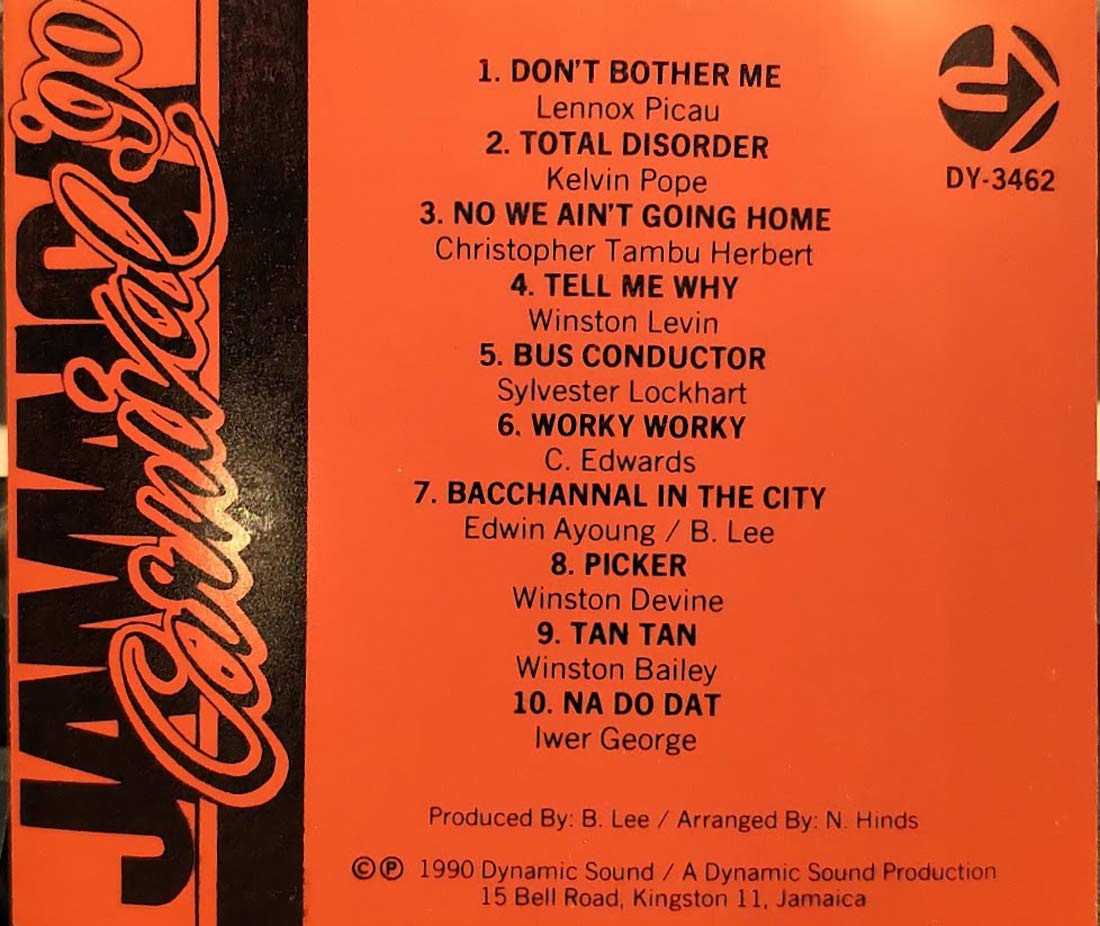 JAMAICA
Carnival '90
1. DON'T BOTHER ME
Lennox Picau
2. TOTAL DISORDER
Kelvin Pope
3. NO WE AIN'T GOING HOME
Christopher Tambu Herbert
4. TELL ME WHY
Winston Levin
5. BUS CONDUCTOR
Sylvester Lockhart
6. WORKY WORKY
C. Edwards
7. BACCHANNAL IN THE CITY
Edwin Ayoung / B. Lee
8. PICKER
Winston Devine
9. TAN TAN
Winston Bailey
10. NA DO DAT
Iwer George
DY-3462
Produced By: B. Lee / Arranged By: N. Hinds
©℗ 1990 Dynamic Sound / A Dynamic Sound Production
15 Bell Road, Kingston 11, Jamaica